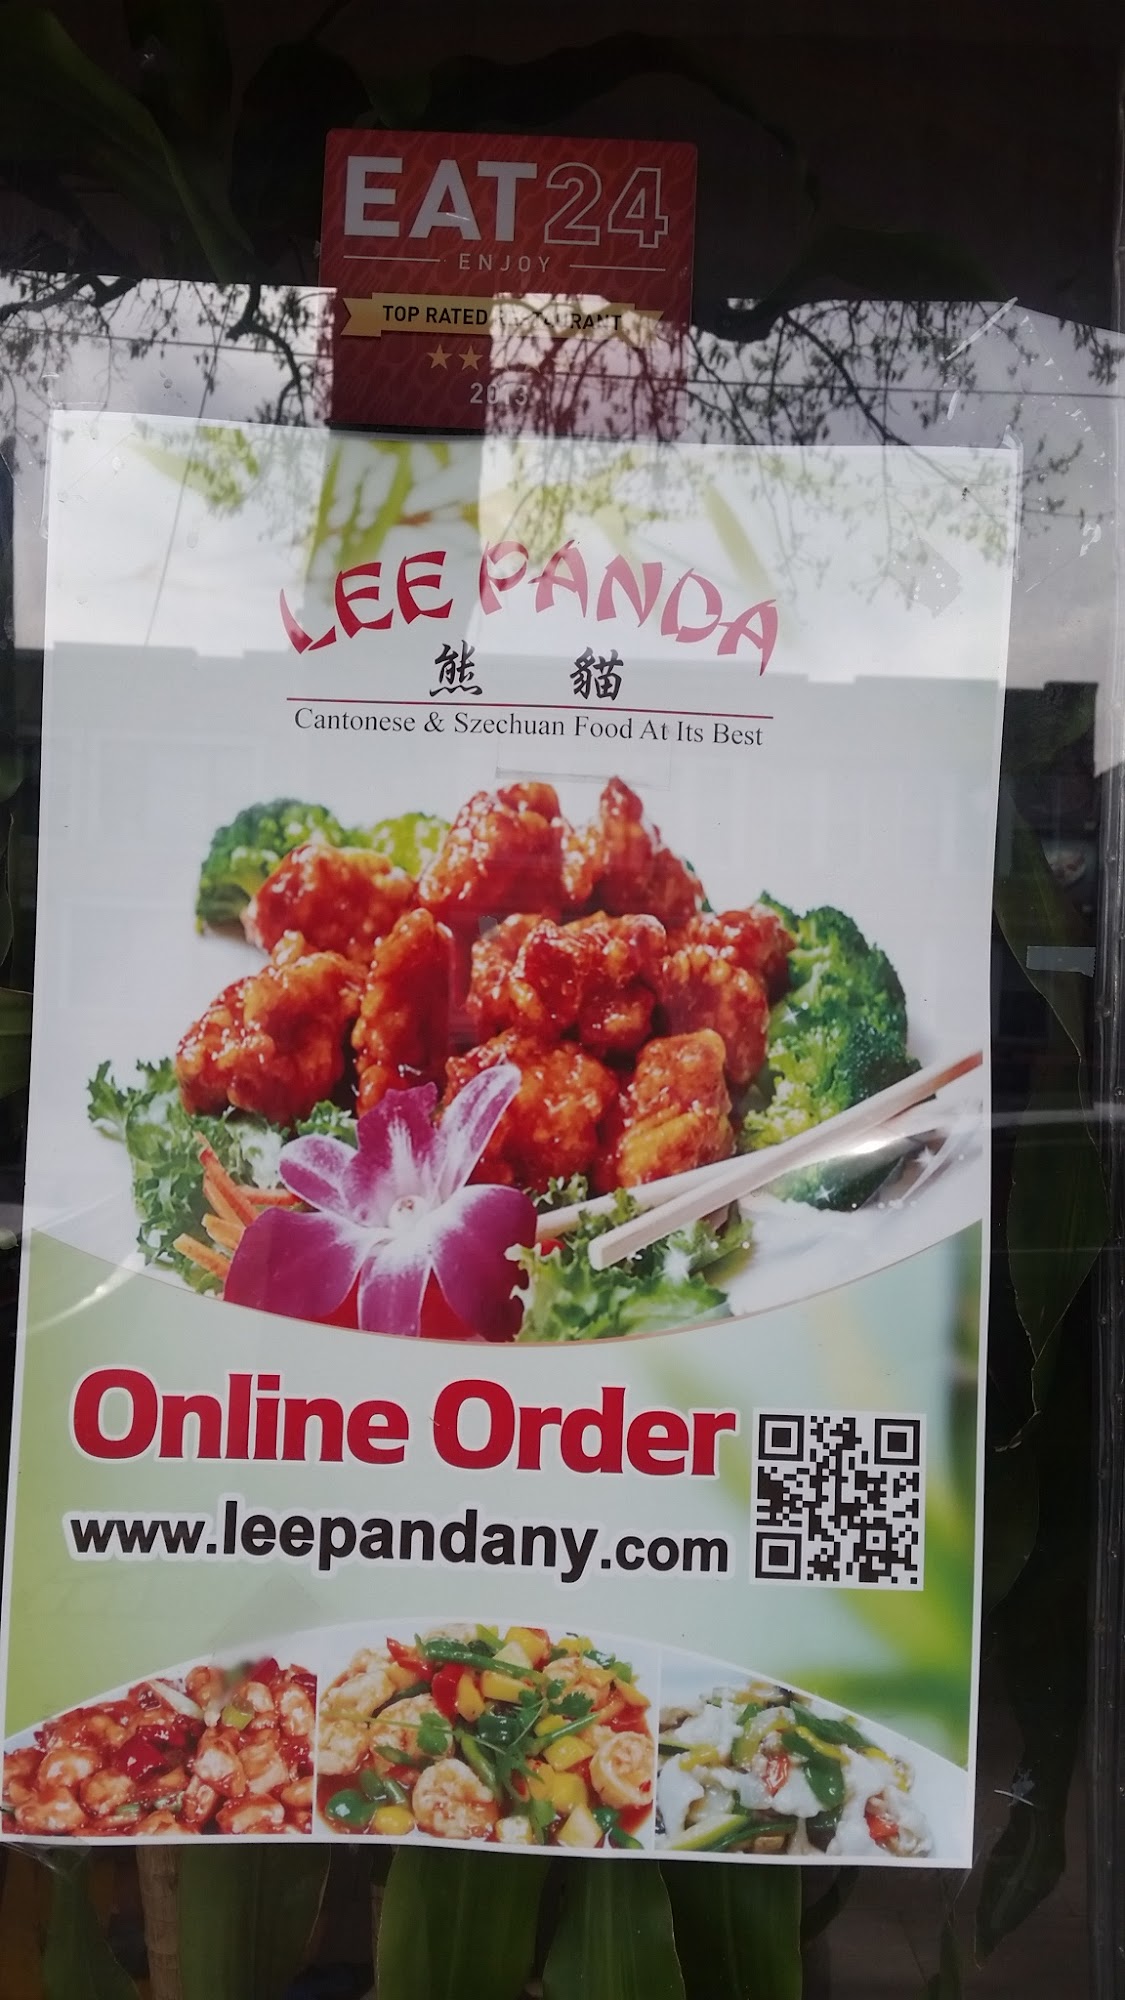 EAT24
ENJOY
TOP RATED RESTAURANT
2013
LEE PANDA
熊 貓
Cantonese & Szechuan Food At Its Best
Online Order
www.leepandany.com